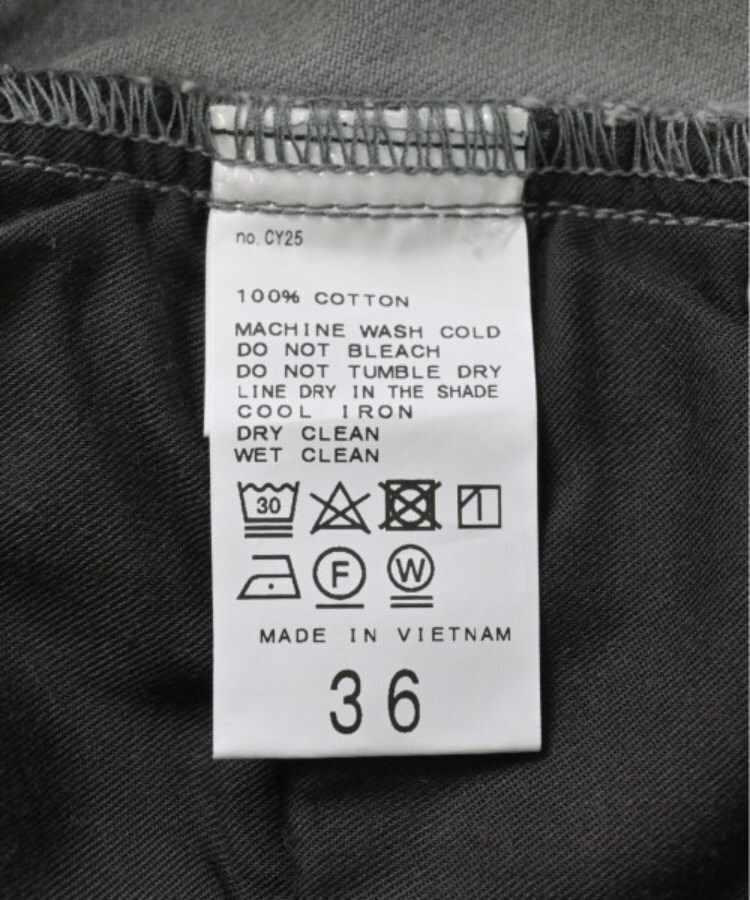 no. CY25
100% COTTON
MACHINE WASH COLD
DO NOT BLEACH
DO NOT TUMBLE DRY
LINE DRY IN THE SHADE
COOL IRON
DRY CLEAN
WET CLEAN
30
F W
MADE IN VIETNAM
36